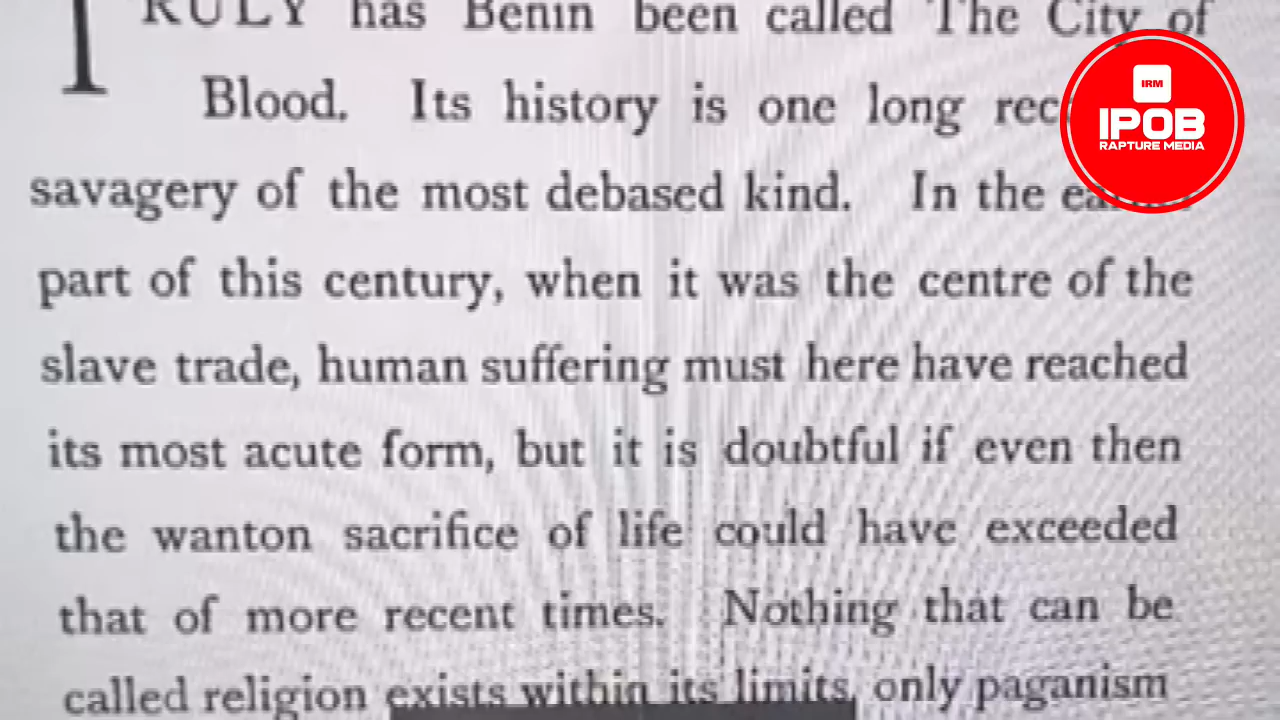 TRULY has Benin been called The City of
Blood. Its history is one long
savagery of the most debased kind. In the
part of this century, when it was the centre of the
slave trade, human suffering must here have reached
its most acute form, but it is doubtful if even then
the wanton sacrifice of life could have exceeded
that of more recent times. Nothing that can be
called religion exists within its limits, only paganism
IRM
IPOB
RAPTURE MEDIA